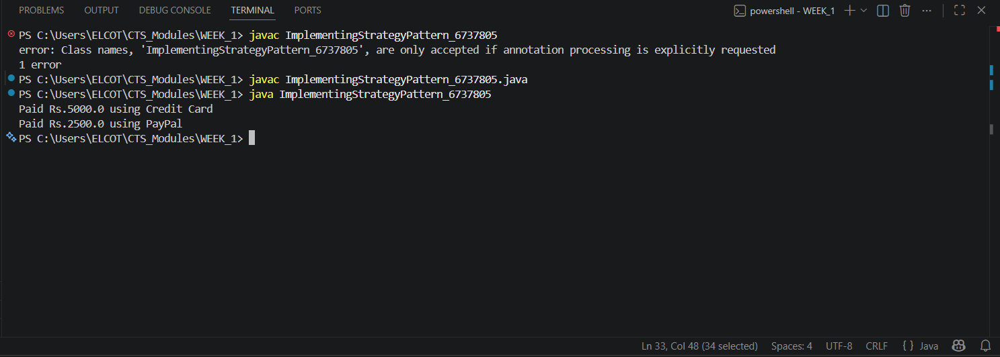 PROBLEMS OUTPUT DEBUG CONSOLE TERMINAL PORTS powershell - WEEK_1
PS C:\Users\ELCOT\CTS_Modules\WEEK_1> javac ImplementingStrategyPattern_6737805
error: Class names, 'ImplementingStrategyPattern_6737805', are only accepted if annotation processing is explicitly requested
1 error
PS C:\Users\ELCOT\CTS_Modules\WEEK_1> javac ImplementingStrategyPattern_6737805.java
PS C:\Users\ELCOT\CTS_Modules\WEEK_1> java ImplementingStrategyPattern_6737805
Paid Rs.5000.0 using Credit Card
Paid Rs.2500.0 using PayPal
PS C:\Users\ELCOT\CTS_Modules\WEEK_1>
Ln 33, Col 48 (34 selected) Spaces: 4 UTF-8 CRLF {} Java